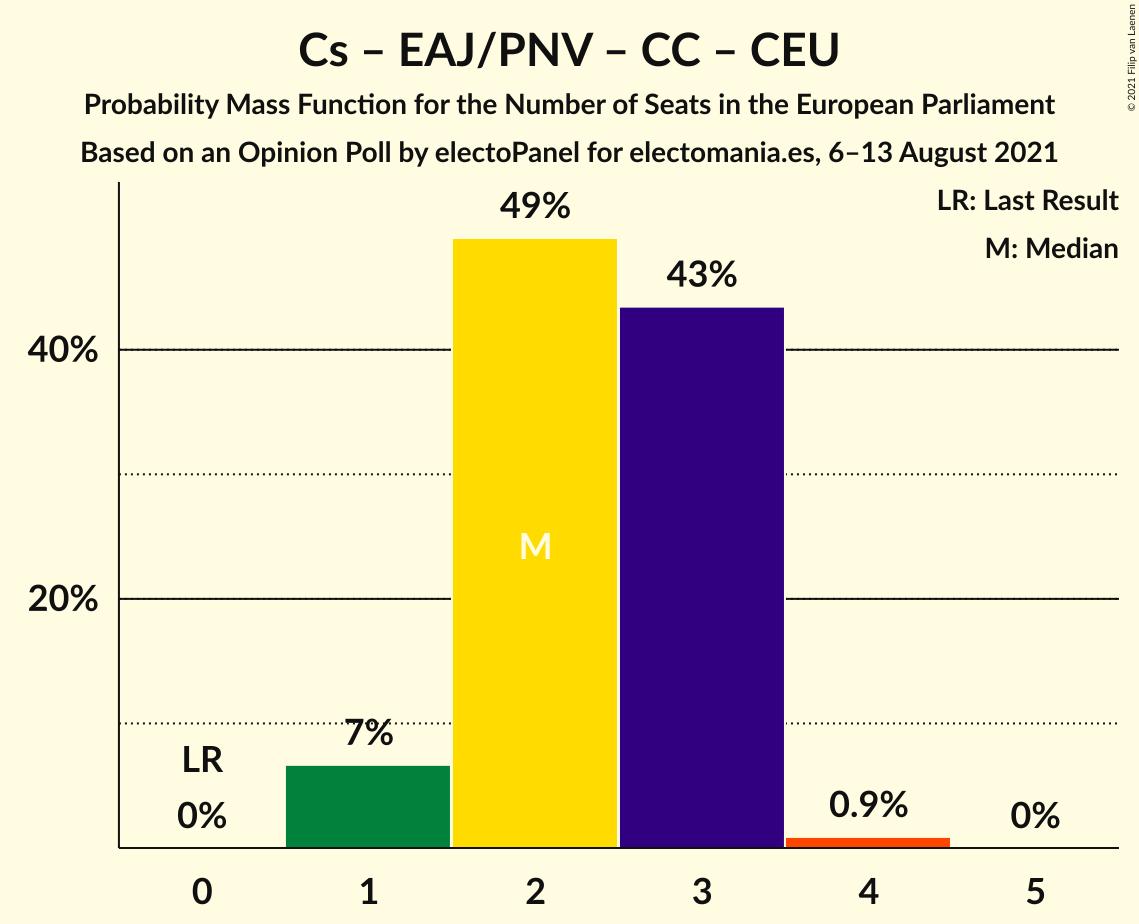 Cs – EAJ/PNV – CC – CEU
Probability Mass Function for the Number of Seats in the European Parliament
Based on an Opinion Poll by electoPanel for electomania.es, 6–13 August 2021
© 2021 Filip van Laenen
LR: Last Result
M: Median
49%
43%
40%
M
20%
7%
LR
0%
0.9%
0%
0 1 2 3 4 5